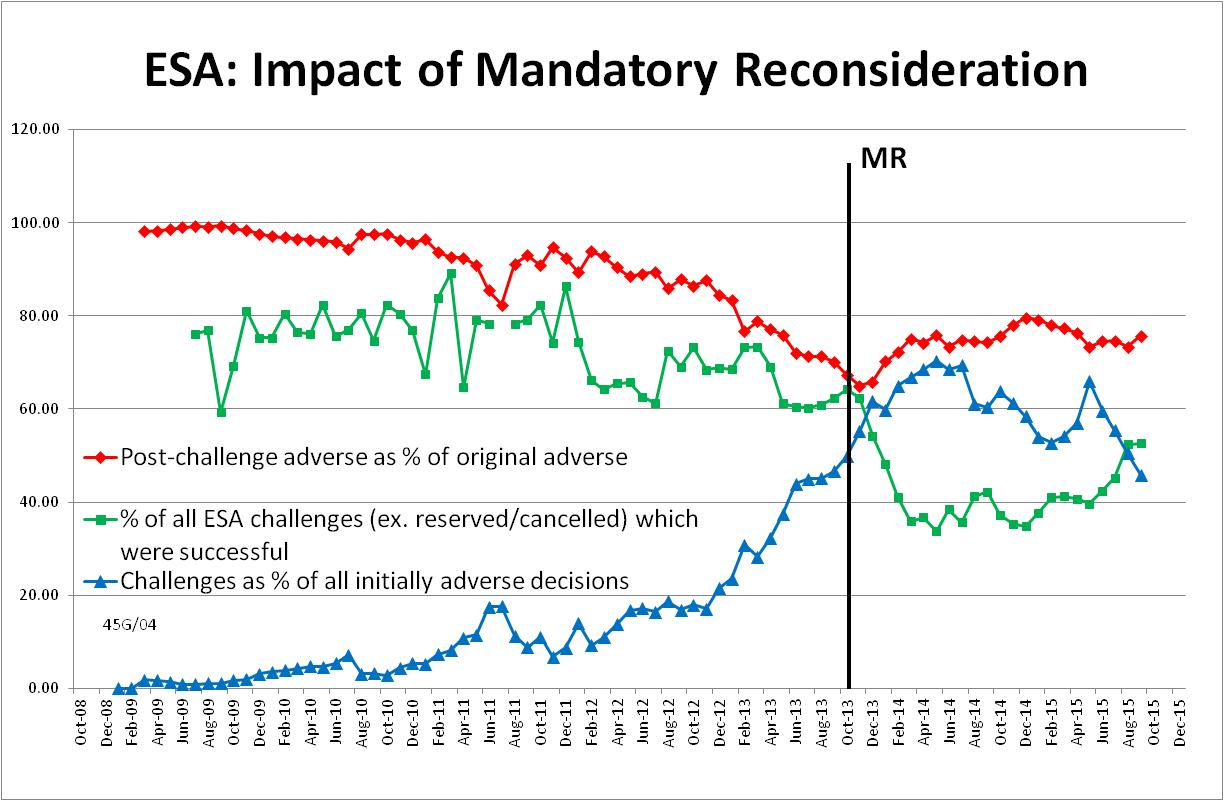 ESA: Impact of Mandatory Reconsideration
120.00
MR
100.00
80.00
60.00
Post-challenge adverse as % of original adverse
40.00
% of all ESA challenges (ex. reserved/cancelled) which
were successful
Challenges as % of all initially adverse decisions
20.00
45G/04
0.00
Oct-08
Dec-08
Feb-09
Apr-09
Jun-09
Aug-09
Oct-09
Dec-09
Feb-10
Apr-10
Jun-10
Aug-10
Oct-10
Dec-10
Feb-11
Apr-11
Jun-11
Aug-11
Oct-11
Dec-11
Feb-12
Apr-12
Jun-12
Aug-12
Oct-12
Dec-12
Feb-13
Apr-13
Jun-13
Aug-13
Oct-13
Dec-13
Feb-14
Apr-14
Jun-14
Aug-14
Oct-14
Dec-14
Feb-15
Apr-15
Jun-15
Aug-15
Oct-15
Dec-15